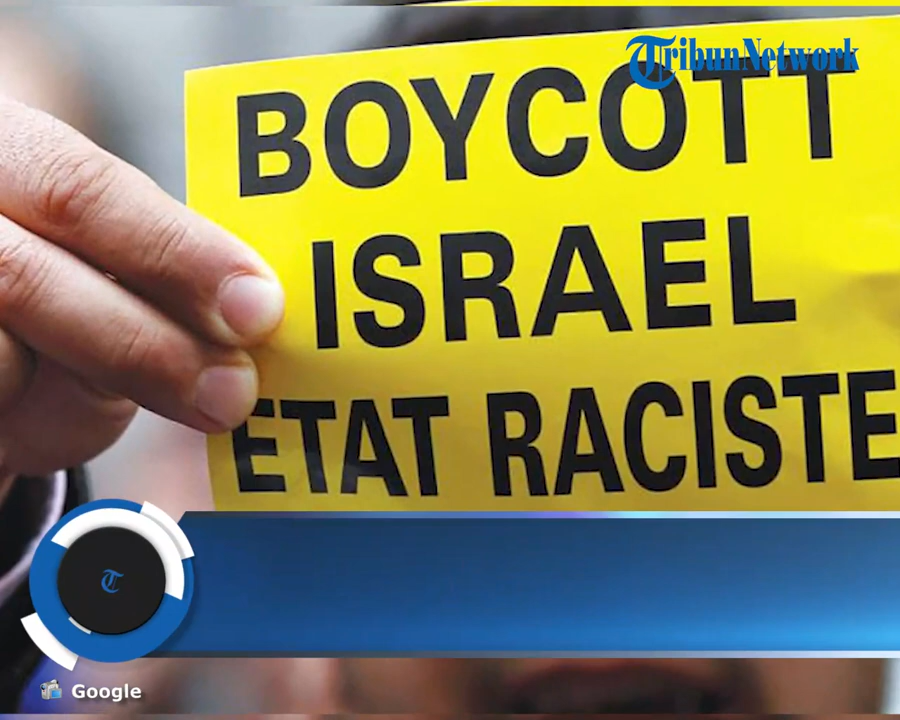 TribunNetwork
BOYCOTT
ISRAEL
ETAT RACISTE
T
Google